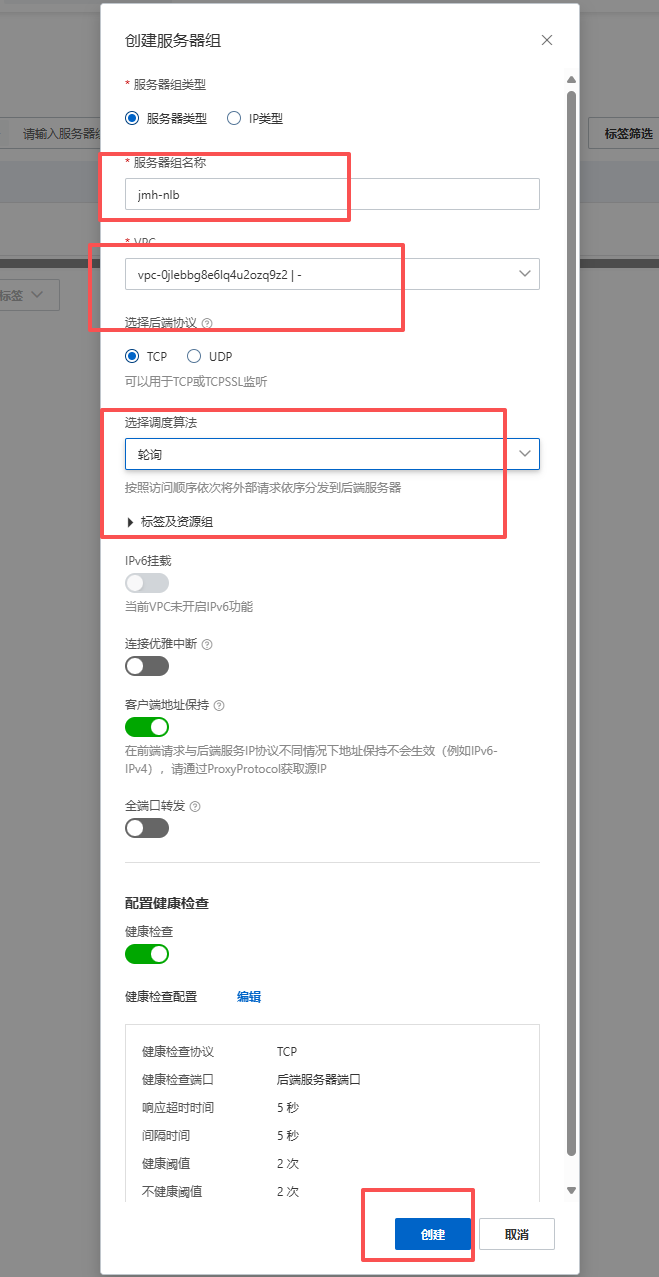 创建服务器组
* 服务器组类型
服务器类型 IP类型
请输入服务器组
标签筛选
* 服务器组名称
jmh-nlb
* VPC
vpc-0jlebbg8e6lq4u2ozq9z2 | -
标签
选择后端协议
TCP UDP
可以用于TCP或TCPSSL监听
选择调度算法
轮询
按照访问顺序依次将外部请求依序分发到后端服务器
标签及资源组
IPv6挂载
当前VPC未开启IPv6功能
连接优雅中断
客户端地址保持
在前端请求与后端服务IP协议不同情况下地址保持不会生效（例如IPv6-
IPv4），请通过ProxyProtocol获取源IP
全端口转发
配置健康检查
健康检查
健康检查配置 编辑
健康检查协议 TCP
健康检查端口 后端服务器端口
响应超时时间 5 秒
间隔时间 5 秒
健康阈值 2 次
不健康阈值 2 次
创建 取消